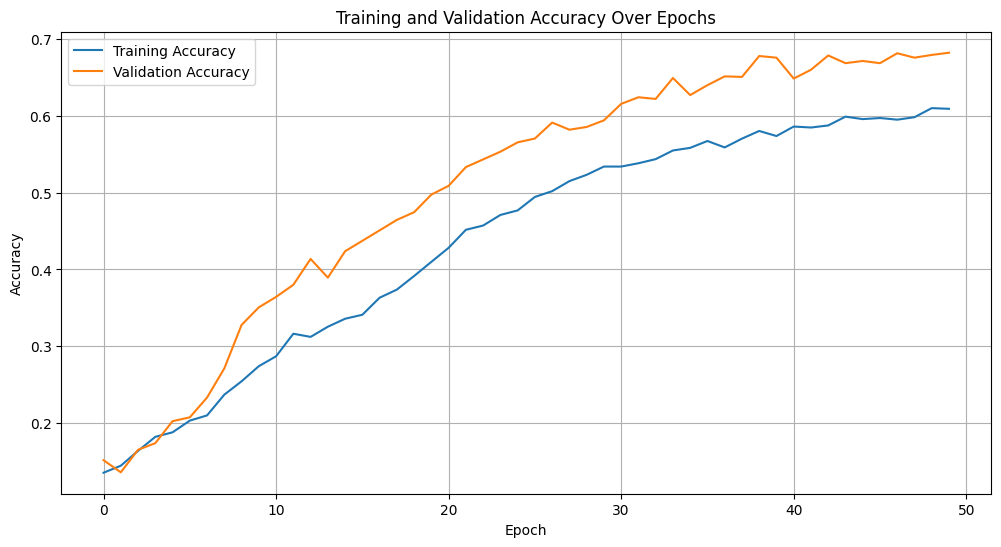 Training and Validation Accuracy Over Epochs
Training Accuracy
Validation Accuracy
0.7
0.6
0.5
0.4
0.3
0.2
Accuracy
0
10
20
30
40
50
Epoch